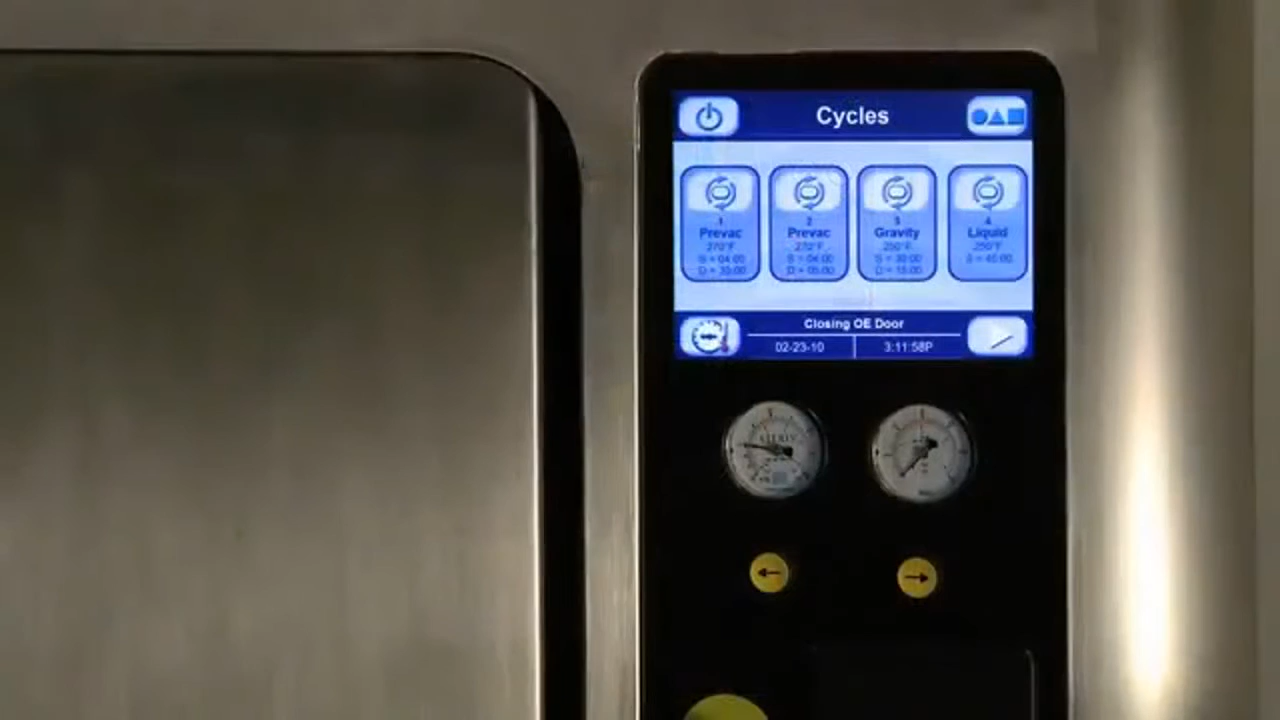 Cycles
1
Prevac
270°F
S = 04:00
D = 30:00
2
Prevac
270°F
S = 04:00
D = 05:00
3
Gravity
250°F
S = 30:00
D = 15:00
4
Liquid
250°F
S = 45:00
Closing OE Door
02-23-10
3:11:58P